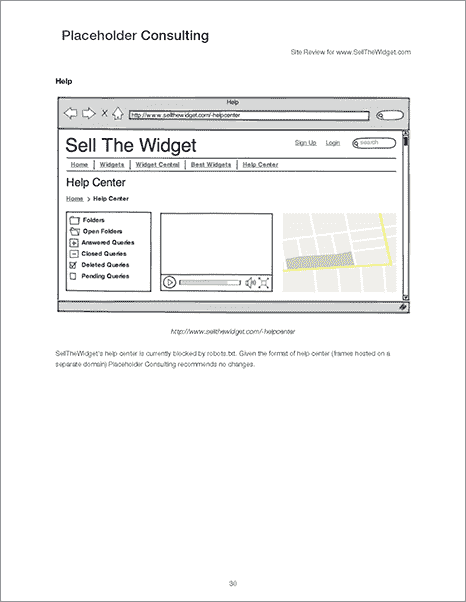 Placeholder Consulting
Site Review for www.SellTheWidget.com
Help
Help
http://www.sellthewidget.com/-helpcenter
Sell The Widget
Sign Up Login search
Home Widgets Widget Central Best Widgets Help Center
Help Center
Home > Help Center
Folders
Open Folders
Answered Queries
Closed Queries
Deleted Queries
Pending Queries
http://www.sellthewidget.com/-helpcenter
SellTheWidget's help center is currently blocked by robots.txt. Given the format of help center (frames hosted on a
separate domain) Placeholder Consulting recommends no changes.
30